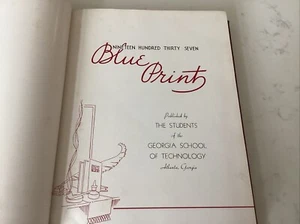 NINETEEN HUNDRED THIRTY SEVEN
Blue
Print
Published by
THE STUDENTS
of the
GEORGIA SCHOOL
OF TECHNOLOGY
Atlanta, Georgia